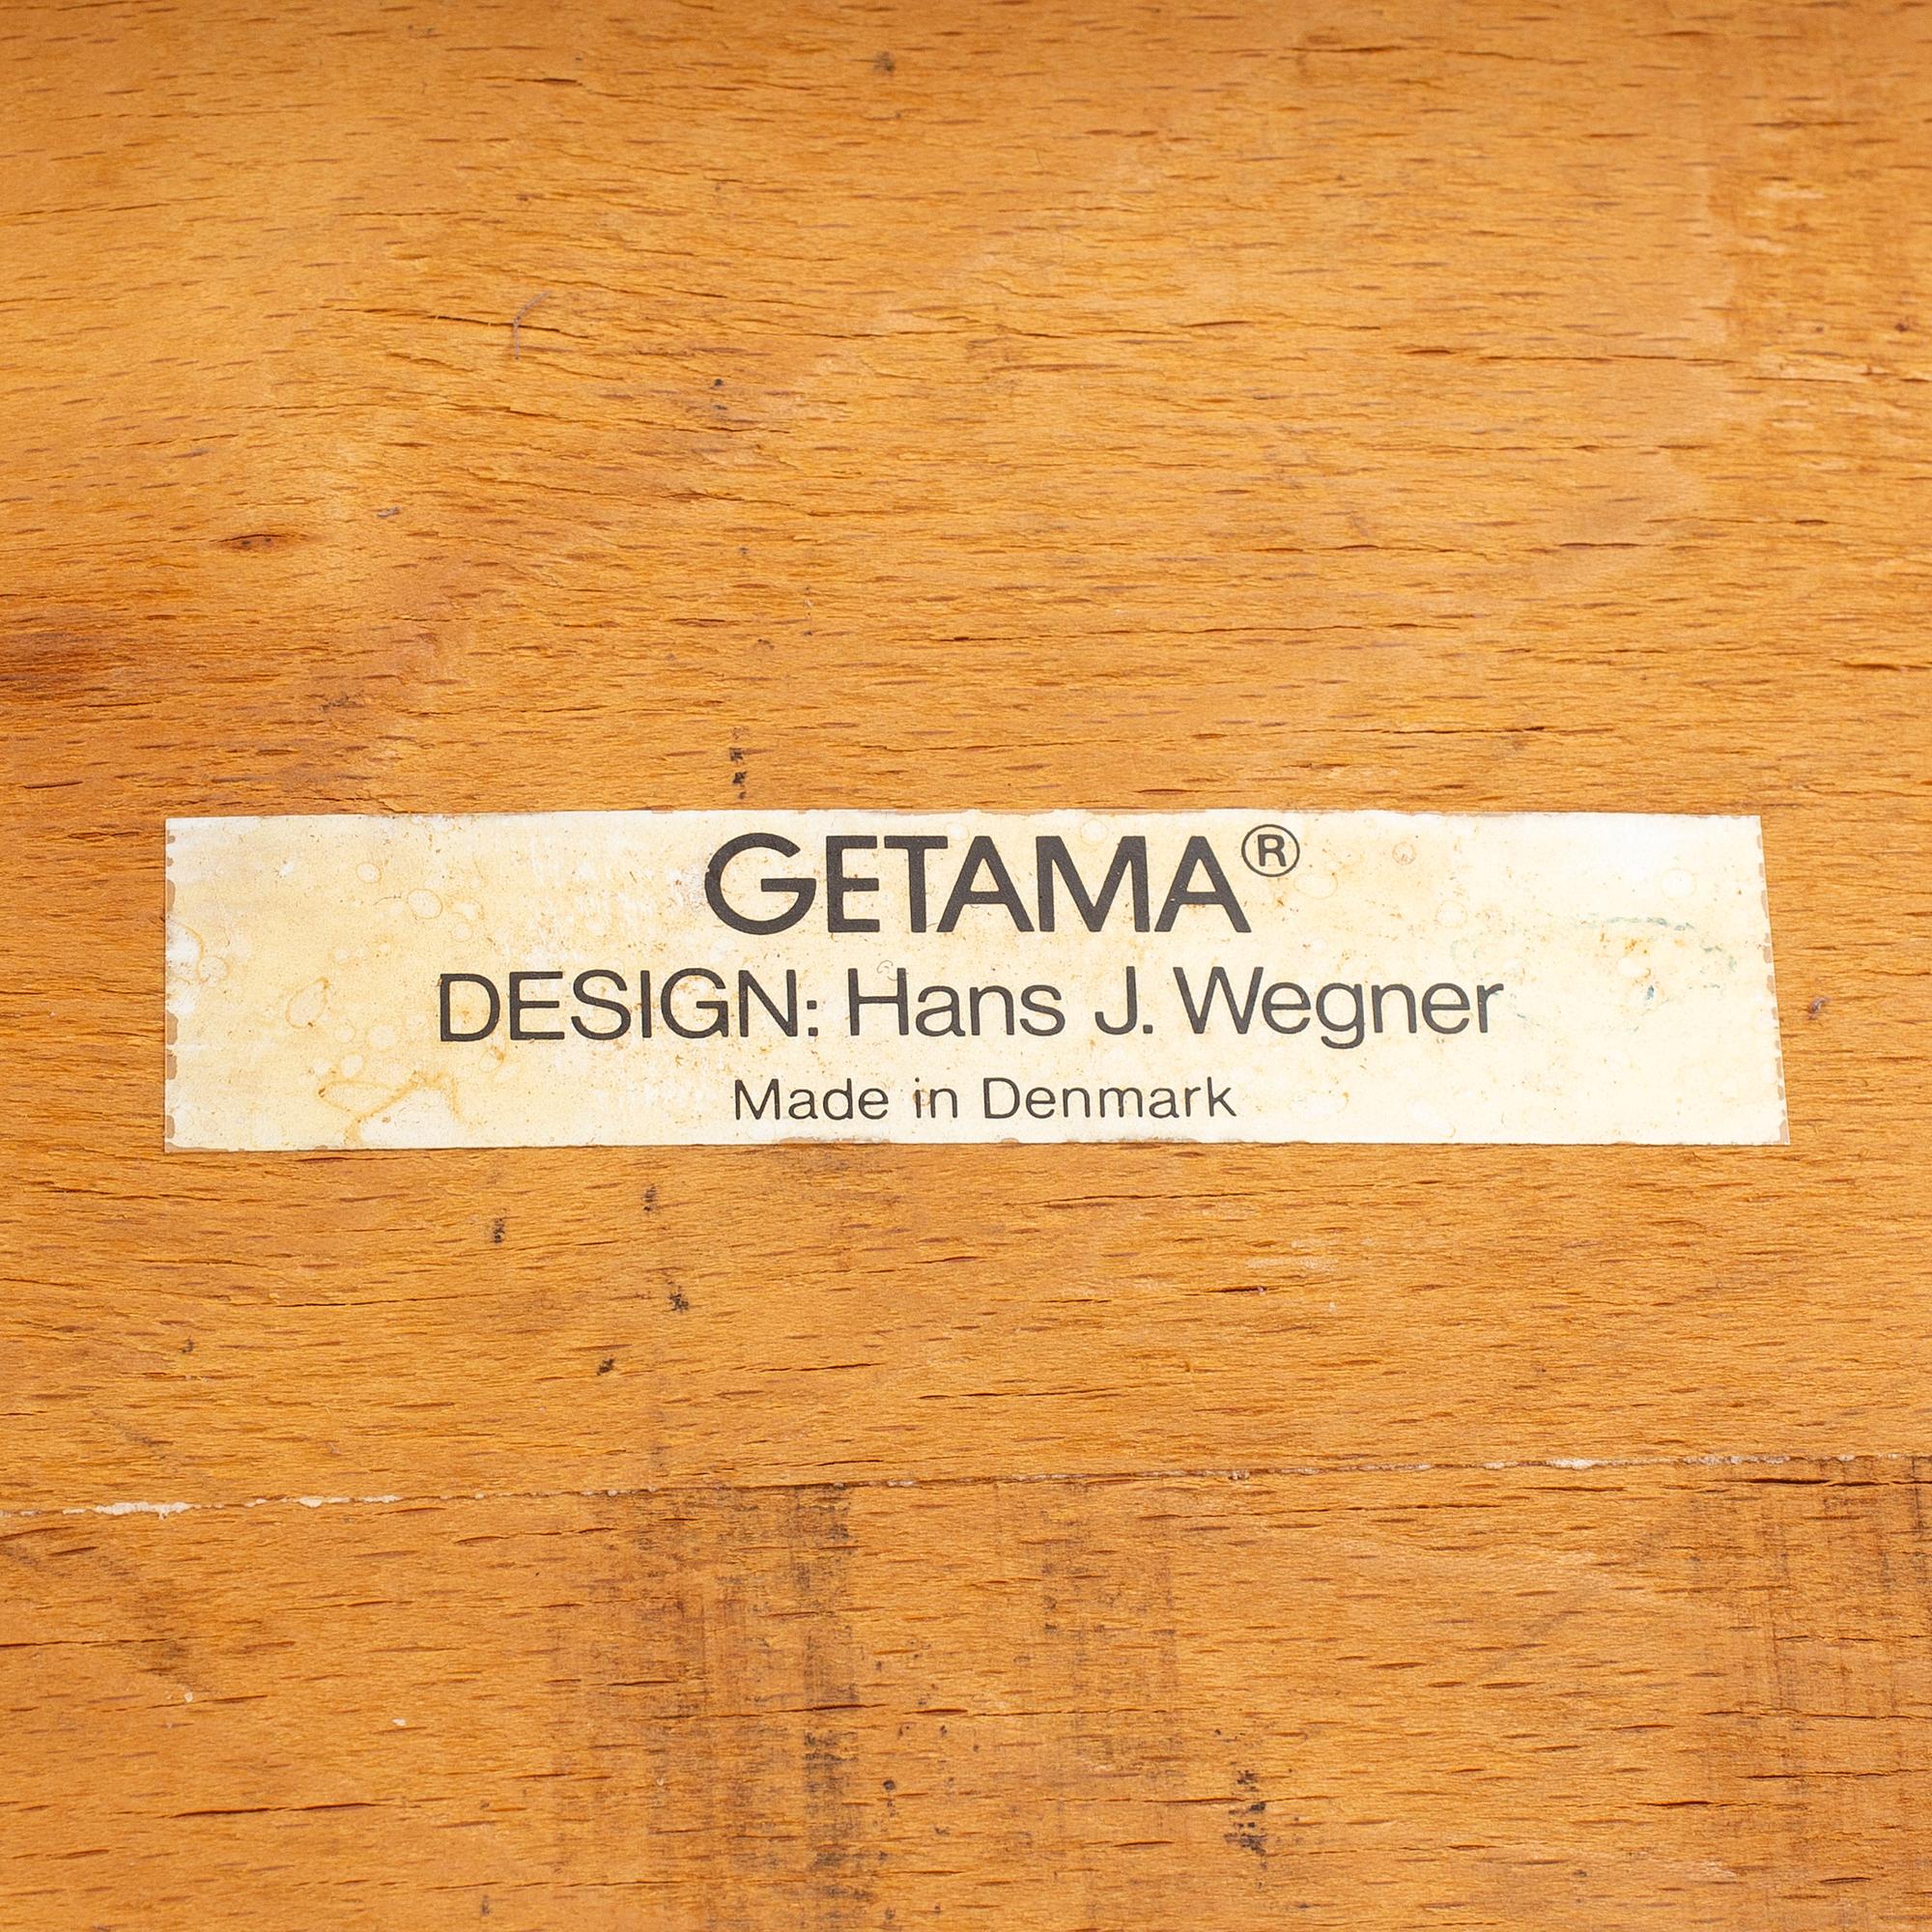 GETAMA®
DESIGN: Hans J. Wegner
Made in Denmark